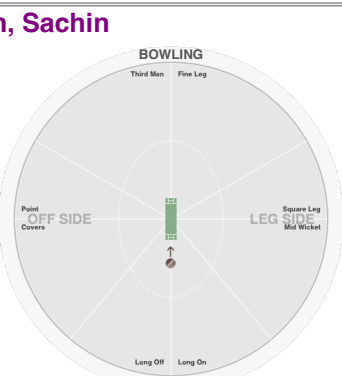 n, Sachin
BOWLING
Third Man Fine Leg
Point Square Leg
OFF SIDE LEG SIDE
Covers Mid Wicket
Long Off Long On